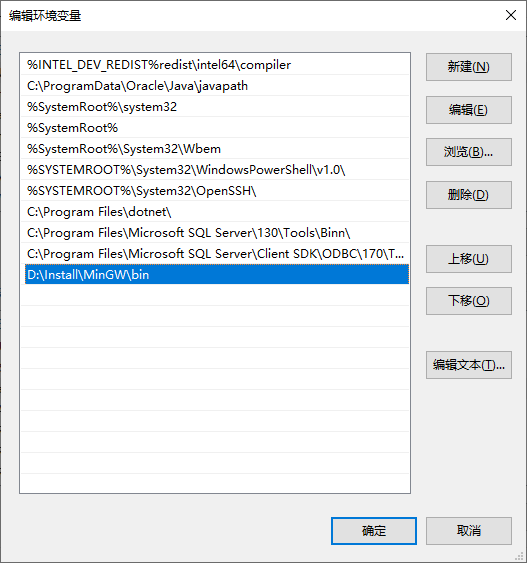 编辑环境变量
%INTEL_DEV_REDIST%redist\intel64\compiler
C:\ProgramData\Oracle\Java\javapath
%SystemRoot%\system32
%SystemRoot%
%SystemRoot%\System32\Wbem
%SYSTEMROOT%\System32\WindowsPowerShell\v1.0\
%SYSTEMROOT%\System32\OpenSSH\
C:\Program Files\dotnet\
C:\Program Files\Microsoft SQL Server\130\Tools\Binn\
C:\Program Files\Microsoft SQL Server\Client SDK\ODBC\170\T...
D:\Install\MinGW\bin
新建(N)
编辑(E)
浏览(B)...
删除(D)
上移(U)
下移(O)
编辑文本(T)...
确定
取消